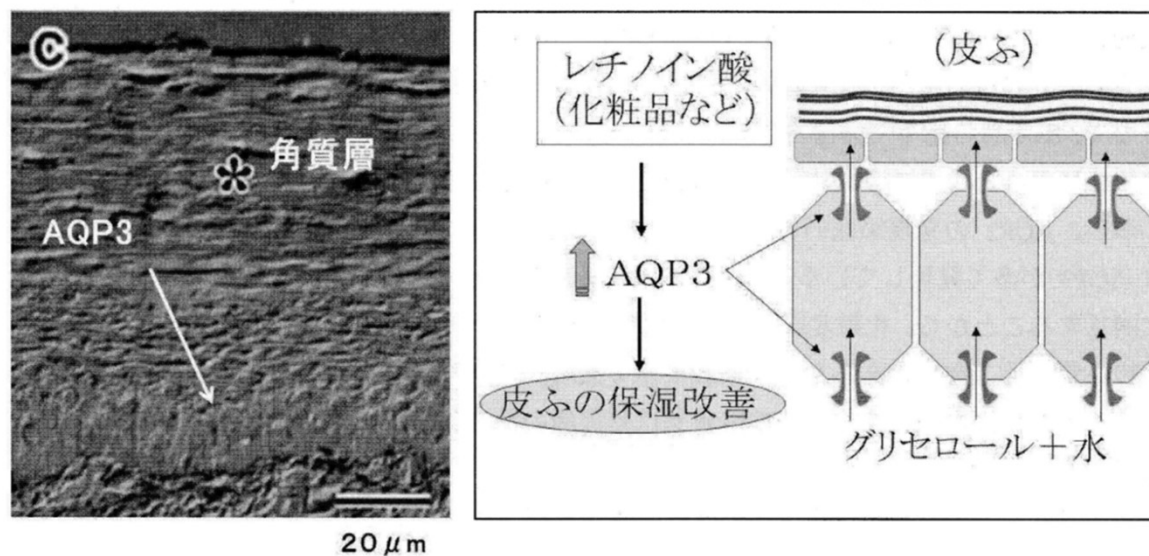 C
角質層
AQP3
20μm
レチノイン酸
(化粧品など)
AQP3
皮ふの保湿改善
(皮ふ)
グリセロール+水